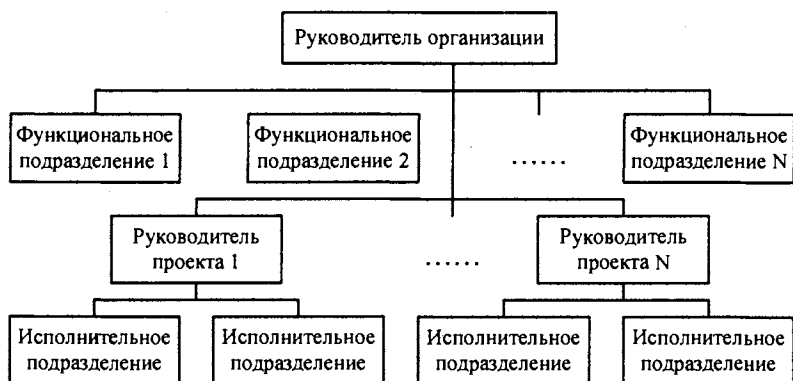 Руководитель организации
Функциональное
подразделение 1
Функциональное
подразделение 2
......
Функциональное
подразделение N
Руководитель
проекта 1
......
Руководитель
проекта N
Исполнительное
подразделение
Исполнительное
подразделение
Исполнительное
подразделение
Исполнительное
подразделение